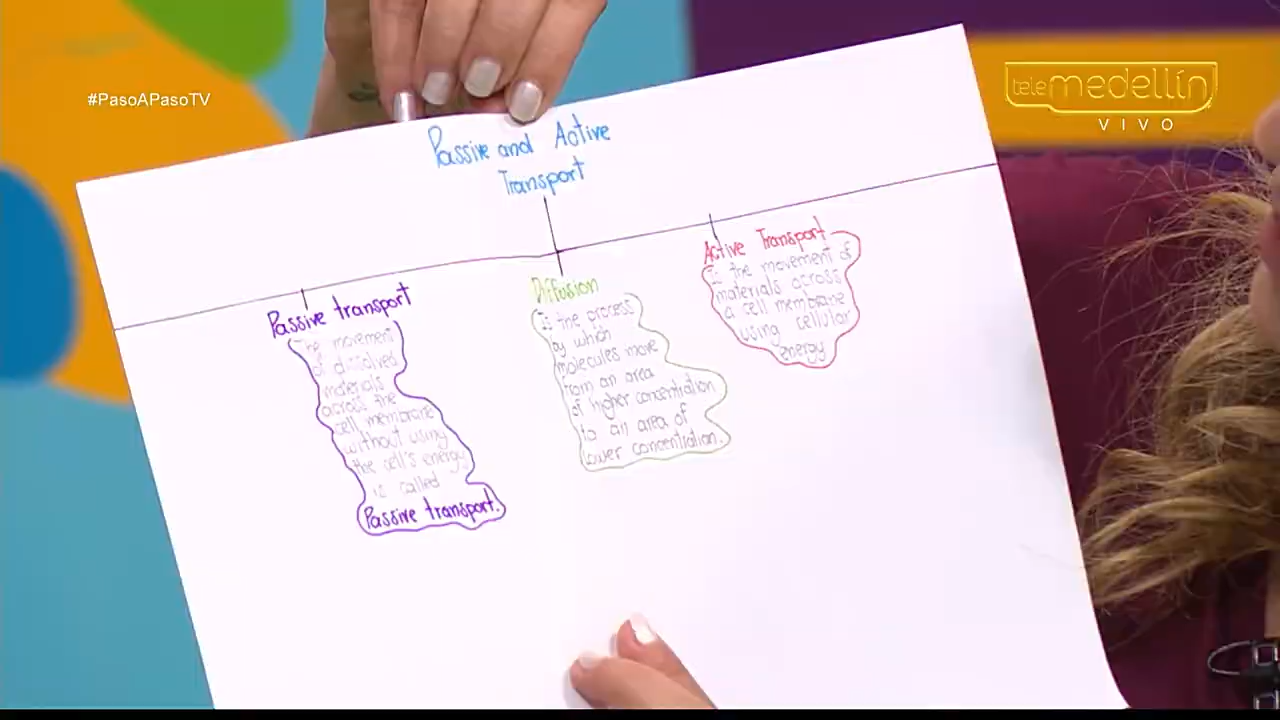 #PasoAPasoTV
telemedellín
VIVO
Passive and Active
Transport
Passive transport
The movement
of dissolved
materials
across the
cell membrane
without using
the cell's energy
is called
Passive transport.
Diffusion
Is the process
by which
molecules move
from an area
of higher concentration
to an area of
lower concentration.
Active Transport
Is the movement of
materials across
a cell membrane
using cellular
energy